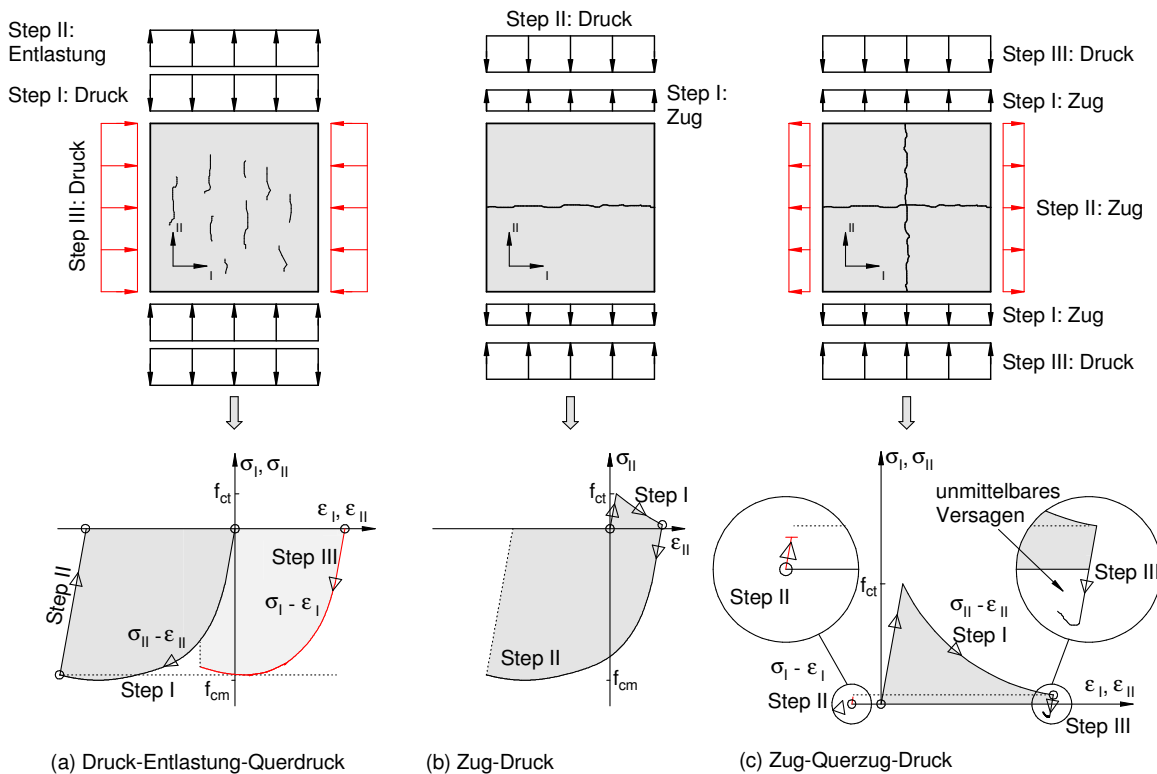 Step II:
Entlastung
Step I: Druck
Step III: Druck
II
I
σI, σII
fct
εI, εII
Step III
Step II
σI - εI
σII - εII
Step I
fcm
(a) Druck-Entlastung-Querdruck
Step II: Druck
Step I:
Zug
II
I
σII
fct
Step I
εII
Step II
fcm
(b) Zug-Druck
Step III: Druck
Step I: Zug
Step II: Zug
II
I
Step I: Zug
Step III: Druck
σI, σII
unmittelbares
Versagen
Step III
Step II
fct
σII - εII
Step I
σI - εI
Step II
εI, εII
Step III
(c) Zug-Querzug-Druck